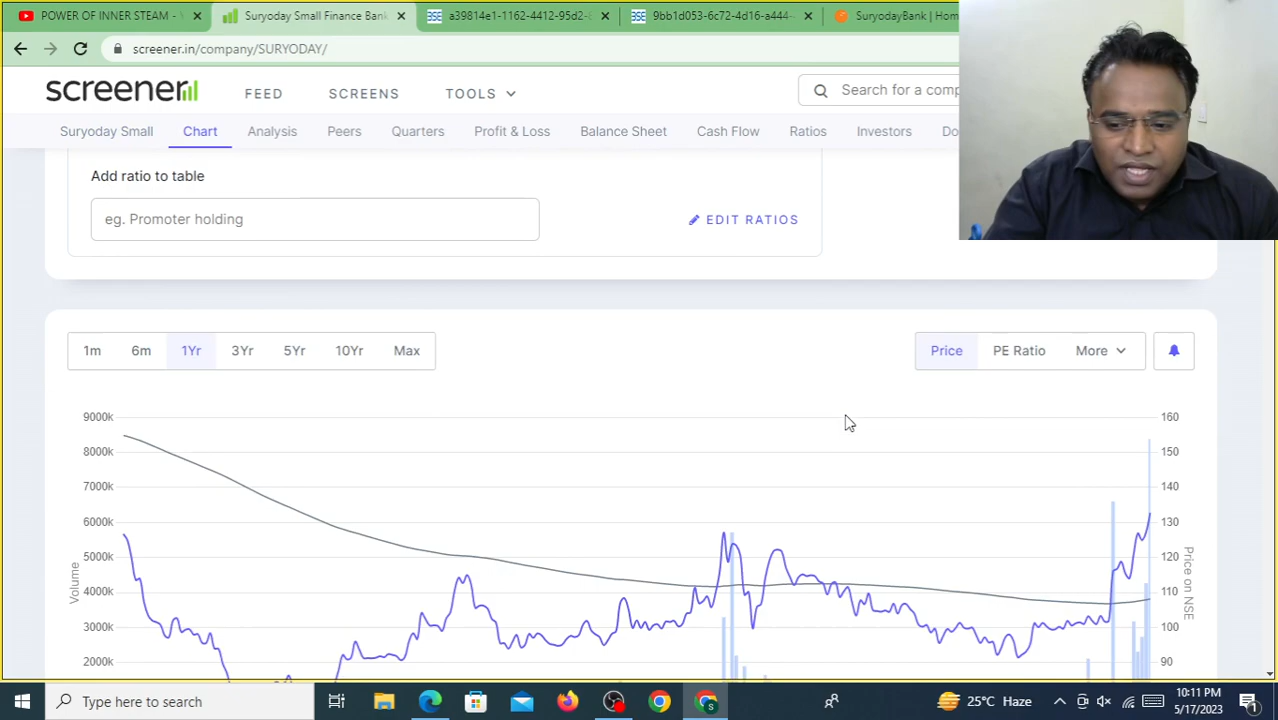 POWER OF INNER STEAM -
Suryoday Small Finance Bank
a39814e1-1162-4412-95d2-
9bb1d053-6c72-4d16-a444-
SuryodayBank | Hom
screener.in/company/SURYODAY/
screener
FEED
SCREENS
TOOLS
Search for a comp
Suryoday Small
Chart
Analysis
Peers
Quarters
Profit & Loss
Balance Sheet
Cash Flow
Ratios
Investors
Do
Add ratio to table
eg. Promoter holding
EDIT RATIOS
1m
6m
1Yr
3Yr
5Yr
10Yr
Max
Price
PE Ratio
More
9000k
160
8000k
150
7000k
140
6000k
130
5000k
120
4000k
110
3000k
100
2000k
90
Volume
Price on NSE
Type here to search
25°C Haze
10:11 PM
5/17/2023
1